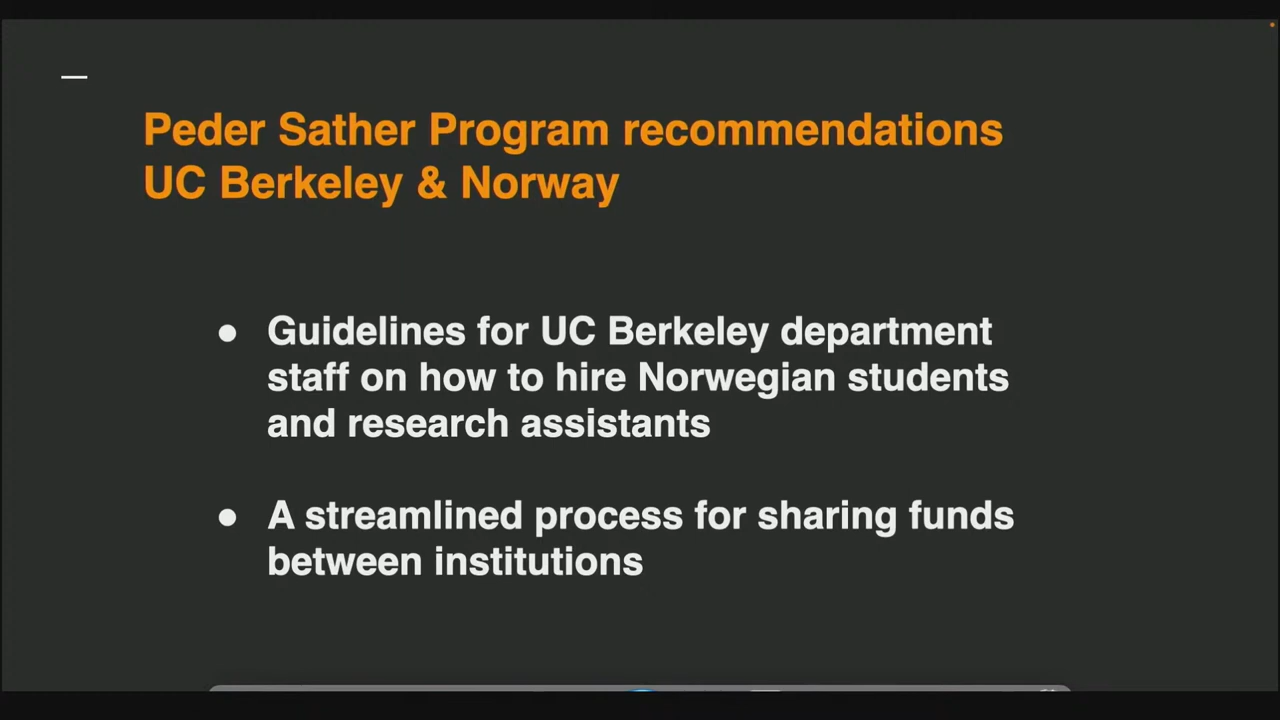 Peder Sather Program recommendations
UC Berkeley & Norway
● Guidelines for UC Berkeley department
staff on how to hire Norwegian students
and research assistants
● A streamlined process for sharing funds
between institutions